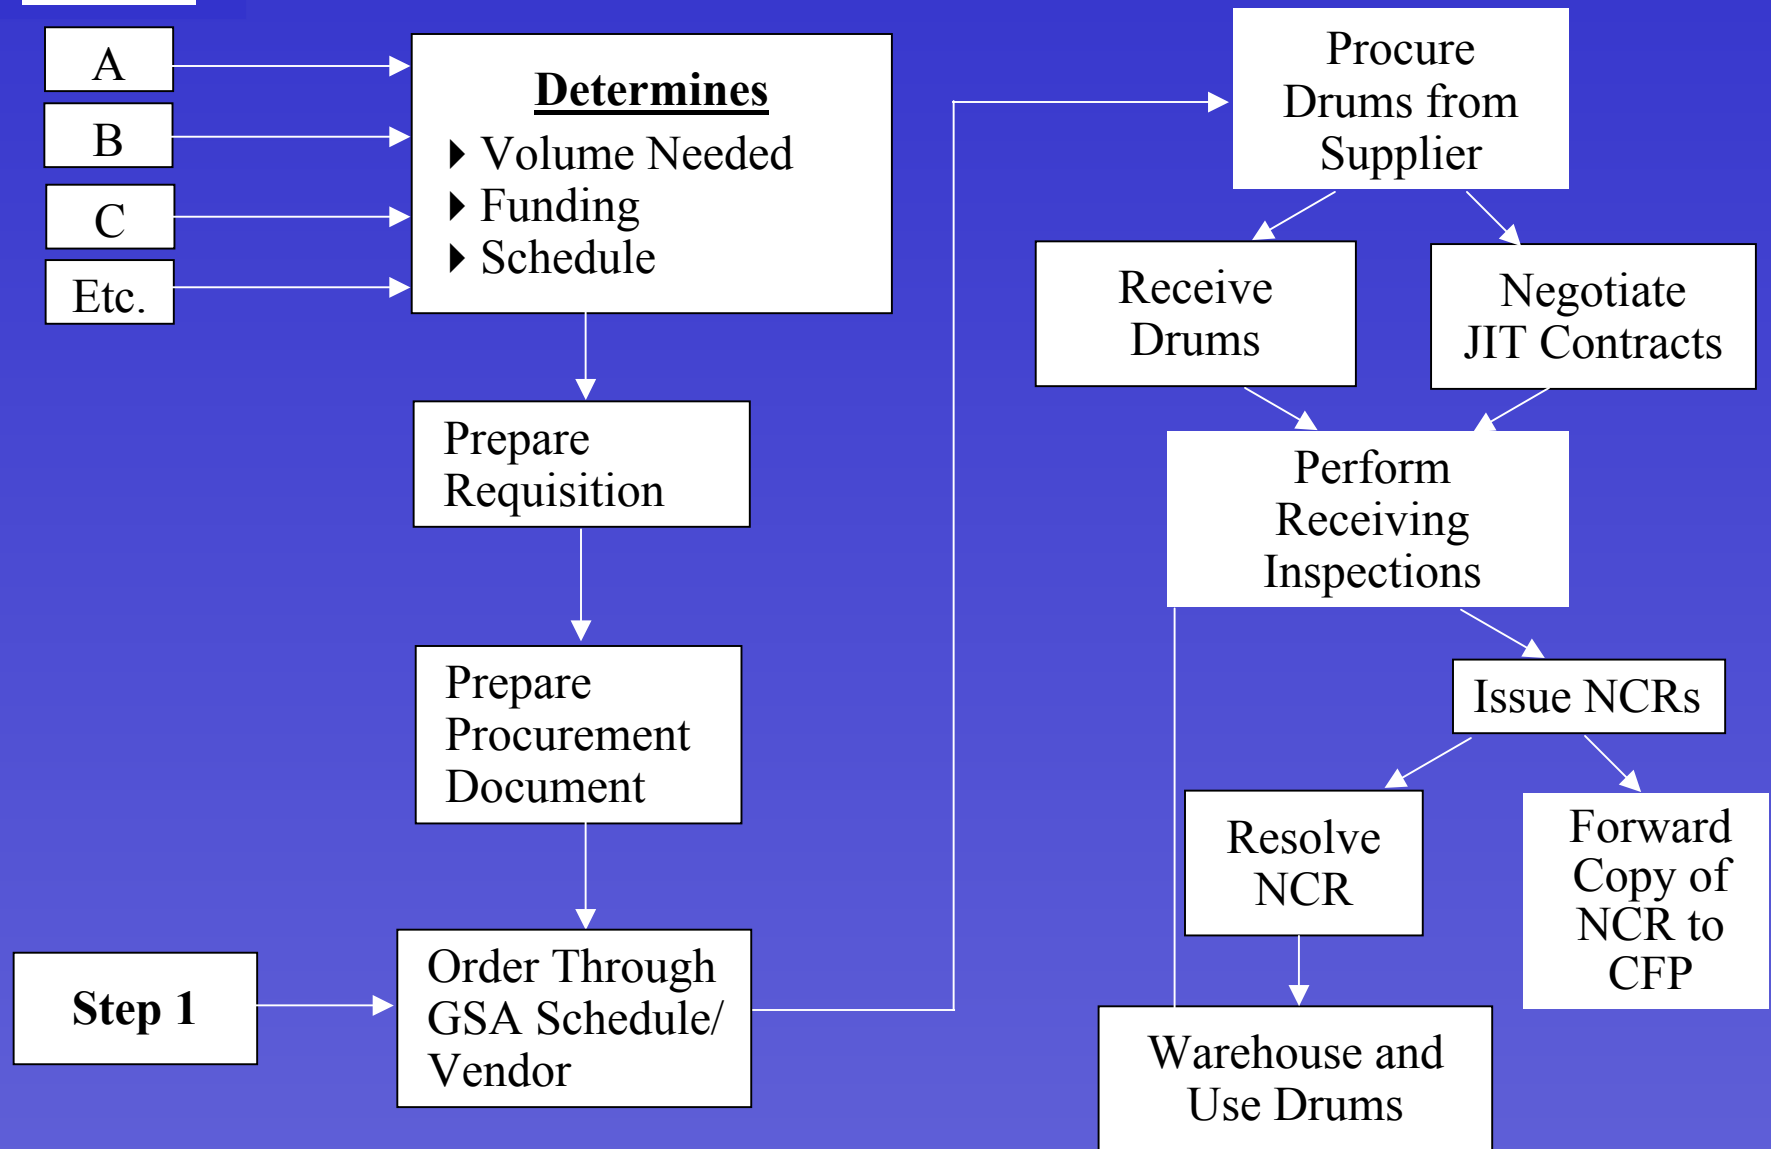 A
B
C
Etc.
Determines
Volume Needed
Funding
Schedule
Prepare
Requisition
Prepare
Procurement
Document
Step 1
Order Through
GSA Schedule/
Vendor
Procure
Drums from
Supplier
Receive
Drums
Negotiate
JIT Contracts
Perform
Receiving
Inspections
Issue NCRs
Resolve
NCR
Forward
Copy of
NCR to
CFP
Warehouse and
Use Drums